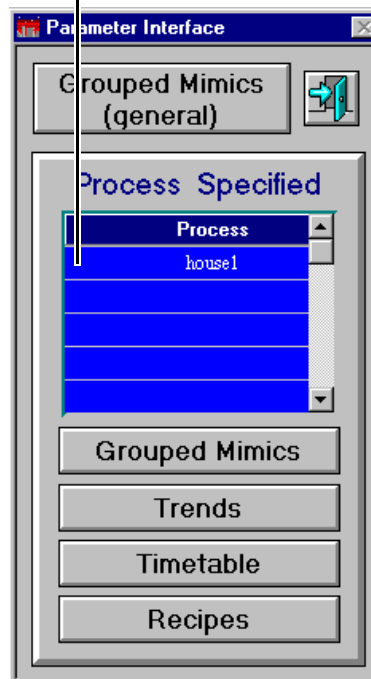 Parameter Interface
Grouped Mimics
(general)
Process Specified
Process
house1
Grouped Mimics
Trends
Timetable
Recipes